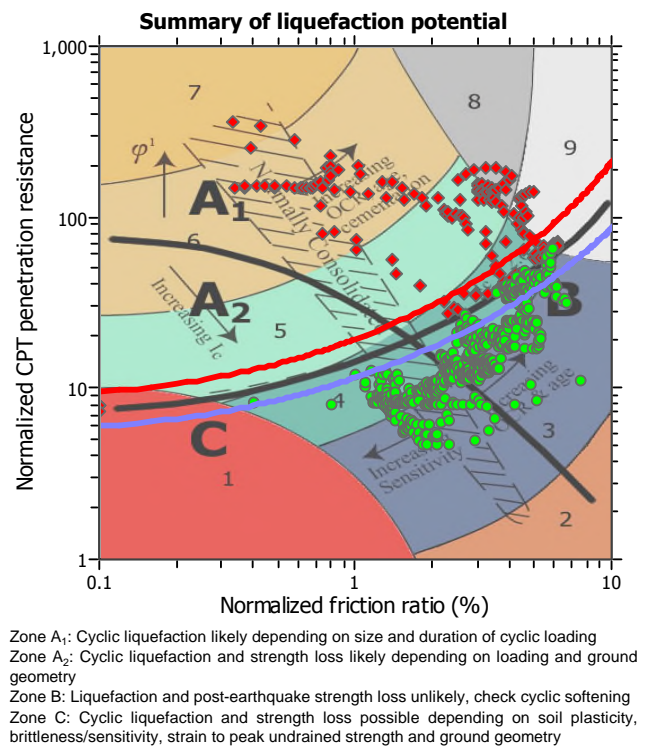 Summary of liquefaction potential
1,000
100
10
1
Normalized CPT penetration resistance
7
8
9
φ¹
A₁
Increasing
OCR, age,
cementation
Normally Consolidated
6
A₂
Increasing Ic
5
B
4
C
Increasing
OCR, age
3
Increasing
Sensitivity
1
2
0.1
1
10
Normalized friction ratio (%)
Zone A₁: Cyclic liquefaction likely depending on size and duration of cyclic loading
Zone A₂: Cyclic liquefaction and strength loss likely depending on loading and ground
geometry
Zone B: Liquefaction and post-earthquake strength loss unlikely, check cyclic softening
Zone C: Cyclic liquefaction and strength loss possible depending on soil plasticity,
brittleness/sensitivity, strain to peak undrained strength and ground geometry